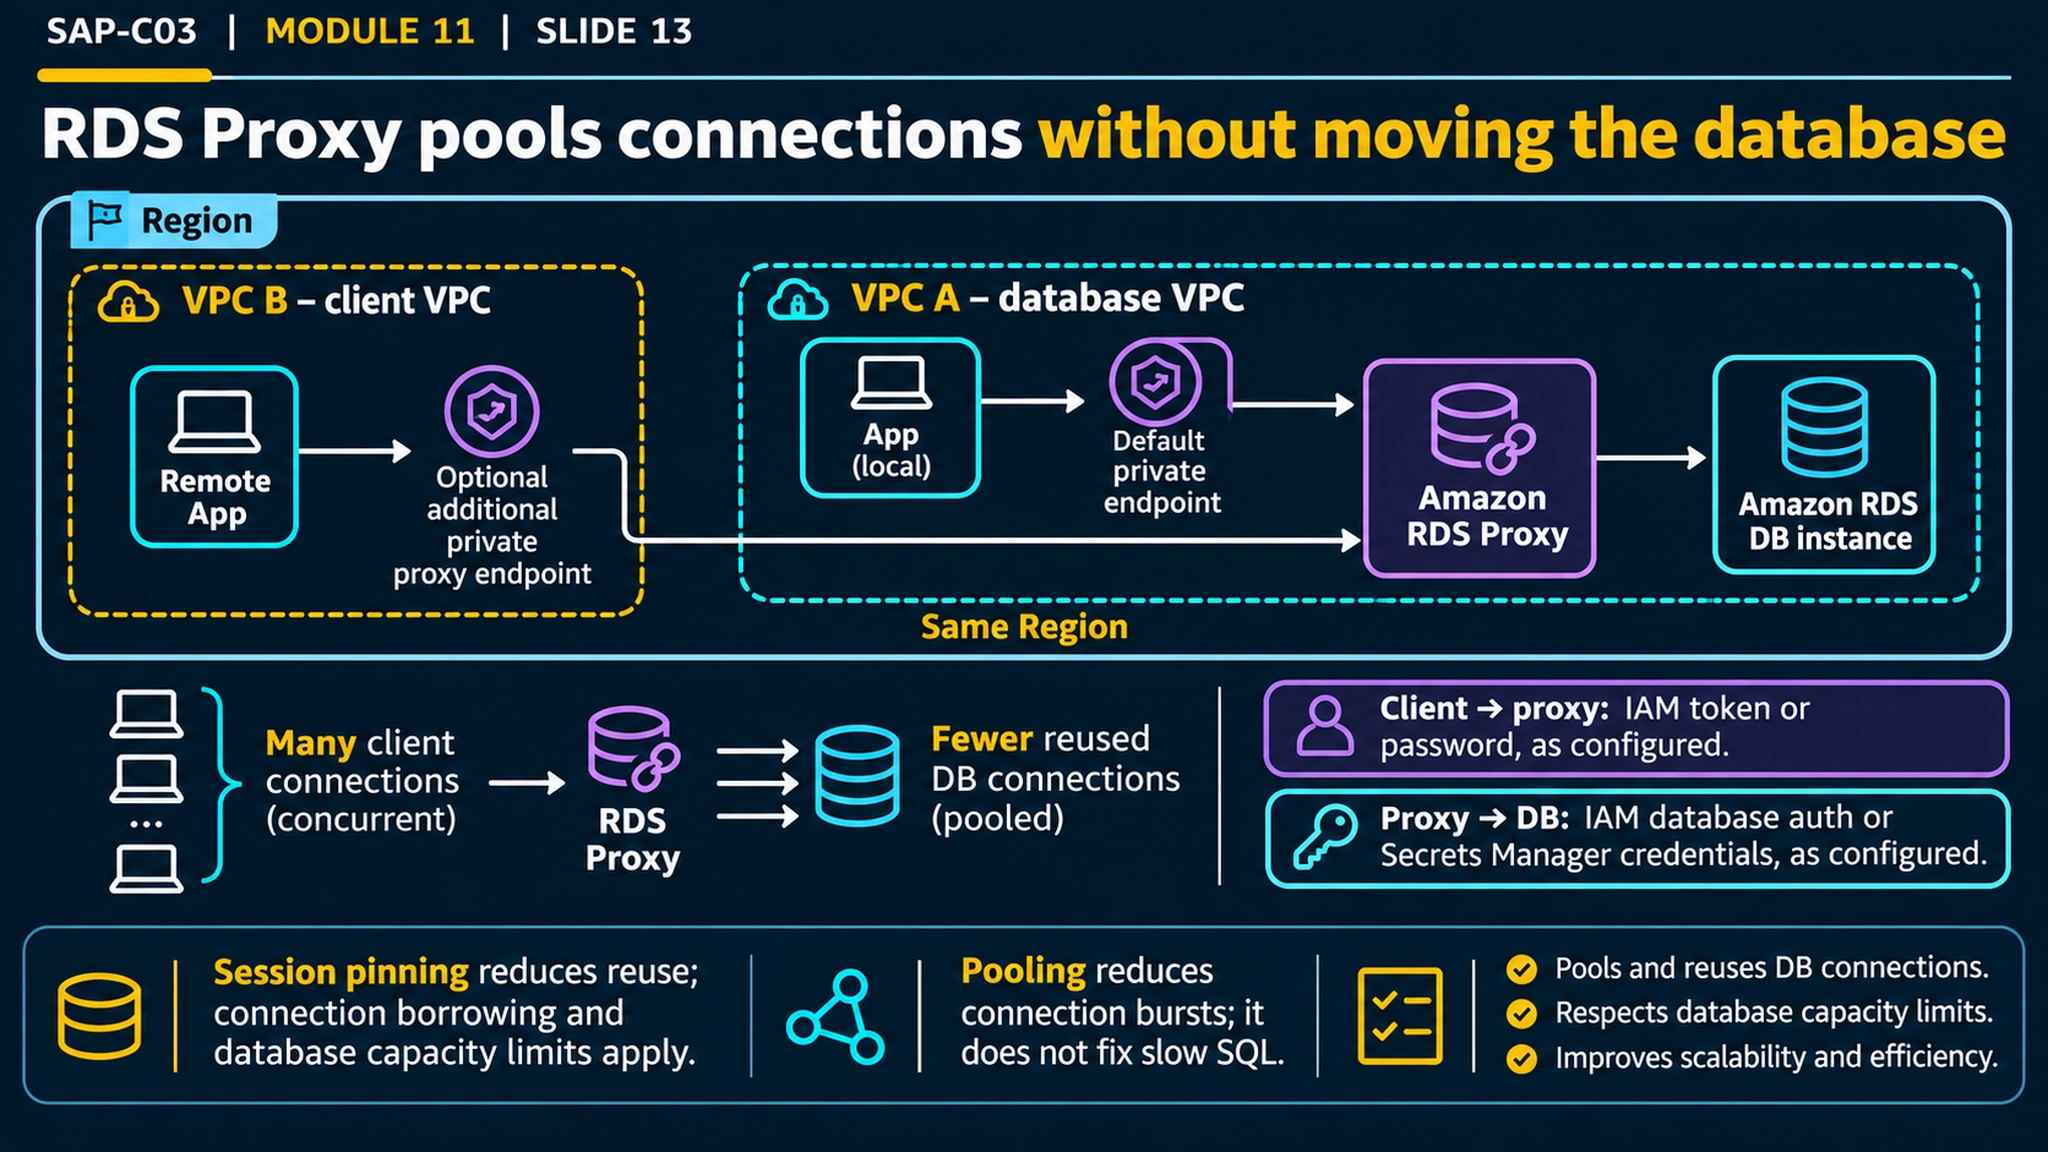 SAP-C03 | MODULE 11 | SLIDE 13
RDS Proxy pools connections without moving the database
Region
VPC B – client VPC
Remote
App
Optional
additional
private
proxy endpoint
VPC A – database VPC
App
(local)
Default
private
endpoint
Amazon
RDS Proxy
Amazon RDS
DB instance
Same Region
...
Many client
connections
(concurrent)
RDS
Proxy
Fewer reused
DB connections
(pooled)
Client → proxy: IAM token or
password, as configured.
Proxy → DB: IAM database auth or
Secrets Manager credentials, as configured.
Session pinning reduces reuse;
connection borrowing and
database capacity limits apply.
Pooling reduces
connection bursts; it
does not fix slow SQL.
Pools and reuses DB connections.
Respects database capacity limits.
Improves scalability and efficiency.